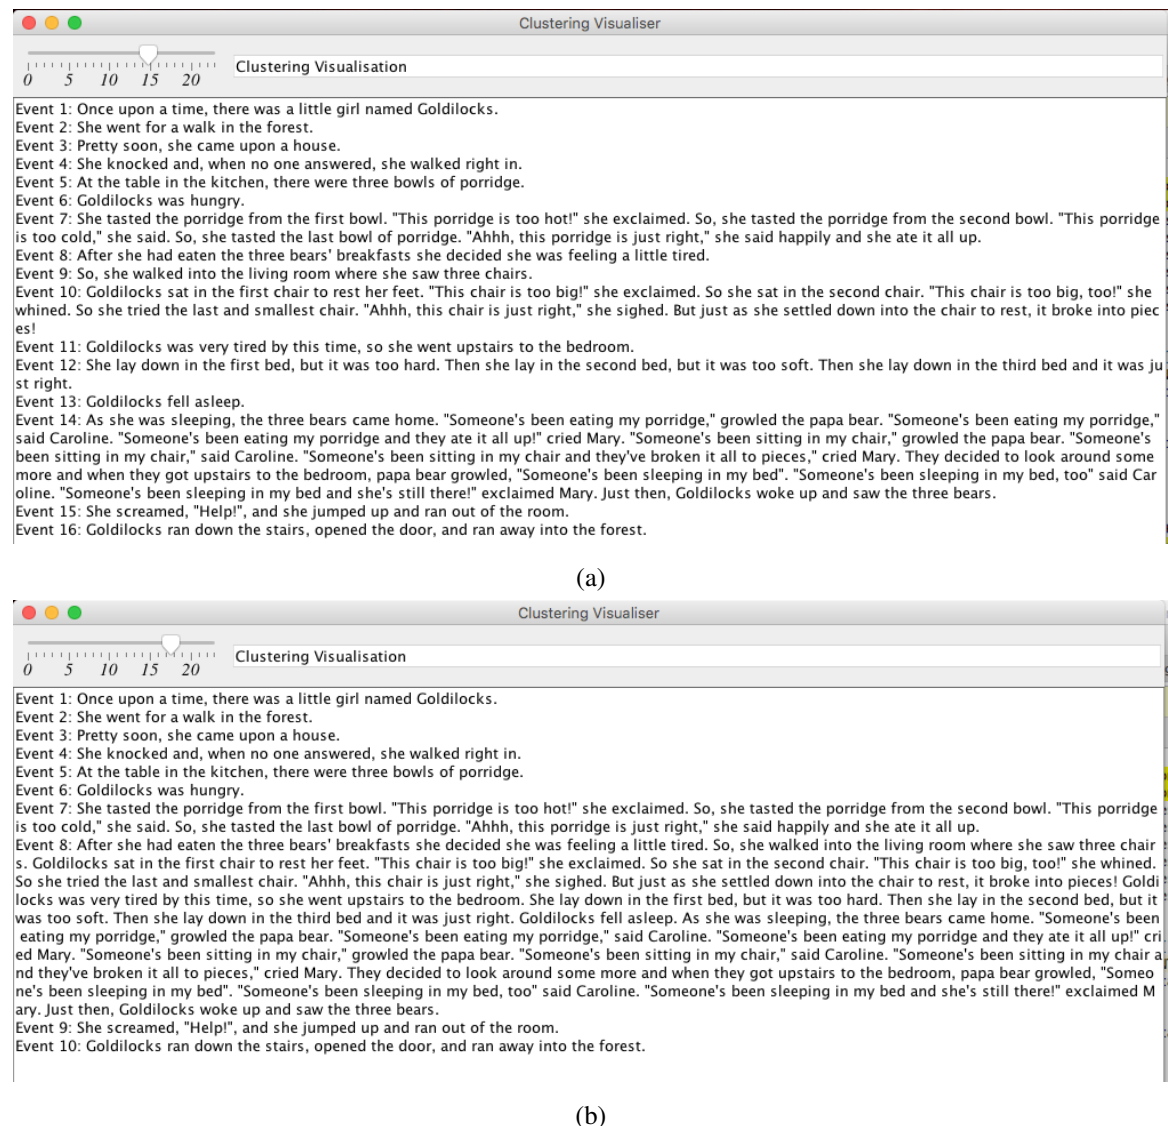 Clustering Visualiser
0 5 10 15 20
Clustering Visualisation
Event 1: Once upon a time, there was a little girl named Goldilocks.
Event 2: She went for a walk in the forest.
Event 3: Pretty soon, she came upon a house.
Event 4: She knocked and, when no one answered, she walked right in.
Event 5: At the table in the kitchen, there were three bowls of porridge.
Event 6: Goldilocks was hungry.
Event 7: She tasted the porridge from the first bowl. "This porridge is too hot!" she exclaimed. So, she tasted the porridge from the second bowl. "This porridge
is too cold," she said. So, she tasted the last bowl of porridge. "Ahhh, this porridge is just right," she said happily and she ate it all up.
Event 8: After she had eaten the three bears' breakfasts she decided she was feeling a little tired.
Event 9: So, she walked into the living room where she saw three chairs.
Event 10: Goldilocks sat in the first chair to rest her feet. "This chair is too big!" she exclaimed. So she sat in the second chair. "This chair is too big, too!" she
whined. So she tried the last and smallest chair. "Ahhh, this chair is just right," she sighed. But just as she settled down into the chair to rest, it broke into piec
es!
Event 11: Goldilocks was very tired by this time, so she went upstairs to the bedroom.
Event 12: She lay down in the first bed, but it was too hard. Then she lay in the second bed, but it was too soft. Then she lay down in the third bed and it was ju
st right.
Event 13: Goldilocks fell asleep.
Event 14: As she was sleeping, the three bears came home. "Someone's been eating my porridge," growled the papa bear. "Someone's been eating my porridge,"
said Caroline. "Someone's been eating my porridge and they ate it all up!" cried Mary. "Someone's been sitting in my chair," growled the papa bear. "Someone's
been sitting in my chair," said Caroline. "Someone's been sitting in my chair and they've broken it all to pieces," cried Mary. They decided to look around some
more and when they got upstairs to the bedroom, papa bear growled, "Someone's been sleeping in my bed". "Someone's been sleeping in my bed, too" said Car
oline. "Someone's been sleeping in my bed and she's still there!" exclaimed Mary. Just then, Goldilocks woke up and saw the three bears.
Event 15: She screamed, "Help!", and she jumped up and ran out of the room.
Event 16: Goldilocks ran down the stairs, opened the door, and ran away into the forest.
(a)
Clustering Visualiser
0 5 10 15 20
Clustering Visualisation
Event 1: Once upon a time, there was a little girl named Goldilocks.
Event 2: She went for a walk in the forest.
Event 3: Pretty soon, she came upon a house.
Event 4: She knocked and, when no one answered, she walked right in.
Event 5: At the table in the kitchen, there were three bowls of porridge.
Event 6: Goldilocks was hungry.
Event 7: She tasted the porridge from the first bowl. "This porridge is too hot!" she exclaimed. So, she tasted the porridge from the second bowl. "This porridge
is too cold," she said. So, she tasted the last bowl of porridge. "Ahhh, this porridge is just right," she said happily and she ate it all up.
Event 8: After she had eaten the three bears' breakfasts she decided she was feeling a little tired. So, she walked into the living room where she saw three chair
s. Goldilocks sat in the first chair to rest her feet. "This chair is too big!" she exclaimed. So she sat in the second chair. "This chair is too big, too!" she whined.
So she tried the last and smallest chair. "Ahhh, this chair is just right," she sighed. But just as she settled down into the chair to rest, it broke into pieces! Goldi
locks was very tired by this time, so she went upstairs to the bedroom. She lay down in the first bed, but it was too hard. Then she lay in the second bed, but it
was too soft. Then she lay down in the third bed and it was just right. Goldilocks fell asleep. As she was sleeping, the three bears came home. "Someone's been
eating my porridge," growled the papa bear. "Someone's been eating my porridge," said Caroline. "Someone's been eating my porridge and they ate it all up!" cri
ed Mary. "Someone's been sitting in my chair," growled the papa bear. "Someone's been sitting in my chair," said Caroline. "Someone's been sitting in my chair a
nd they've broken it all to pieces," cried Mary. They decided to look around some more and when they got upstairs to the bedroom, papa bear growled, "Someo
ne's been sleeping in my bed". "Someone's been sleeping in my bed, too" said Caroline. "Someone's been sleeping in my bed and she's still there!" exclaimed M
ary. Just then, Goldilocks woke up and saw the three bears.
Event 9: She screamed, "Help!", and she jumped up and ran out of the room.
Event 10: Goldilocks ran down the stairs, opened the door, and ran away into the forest.
(b)